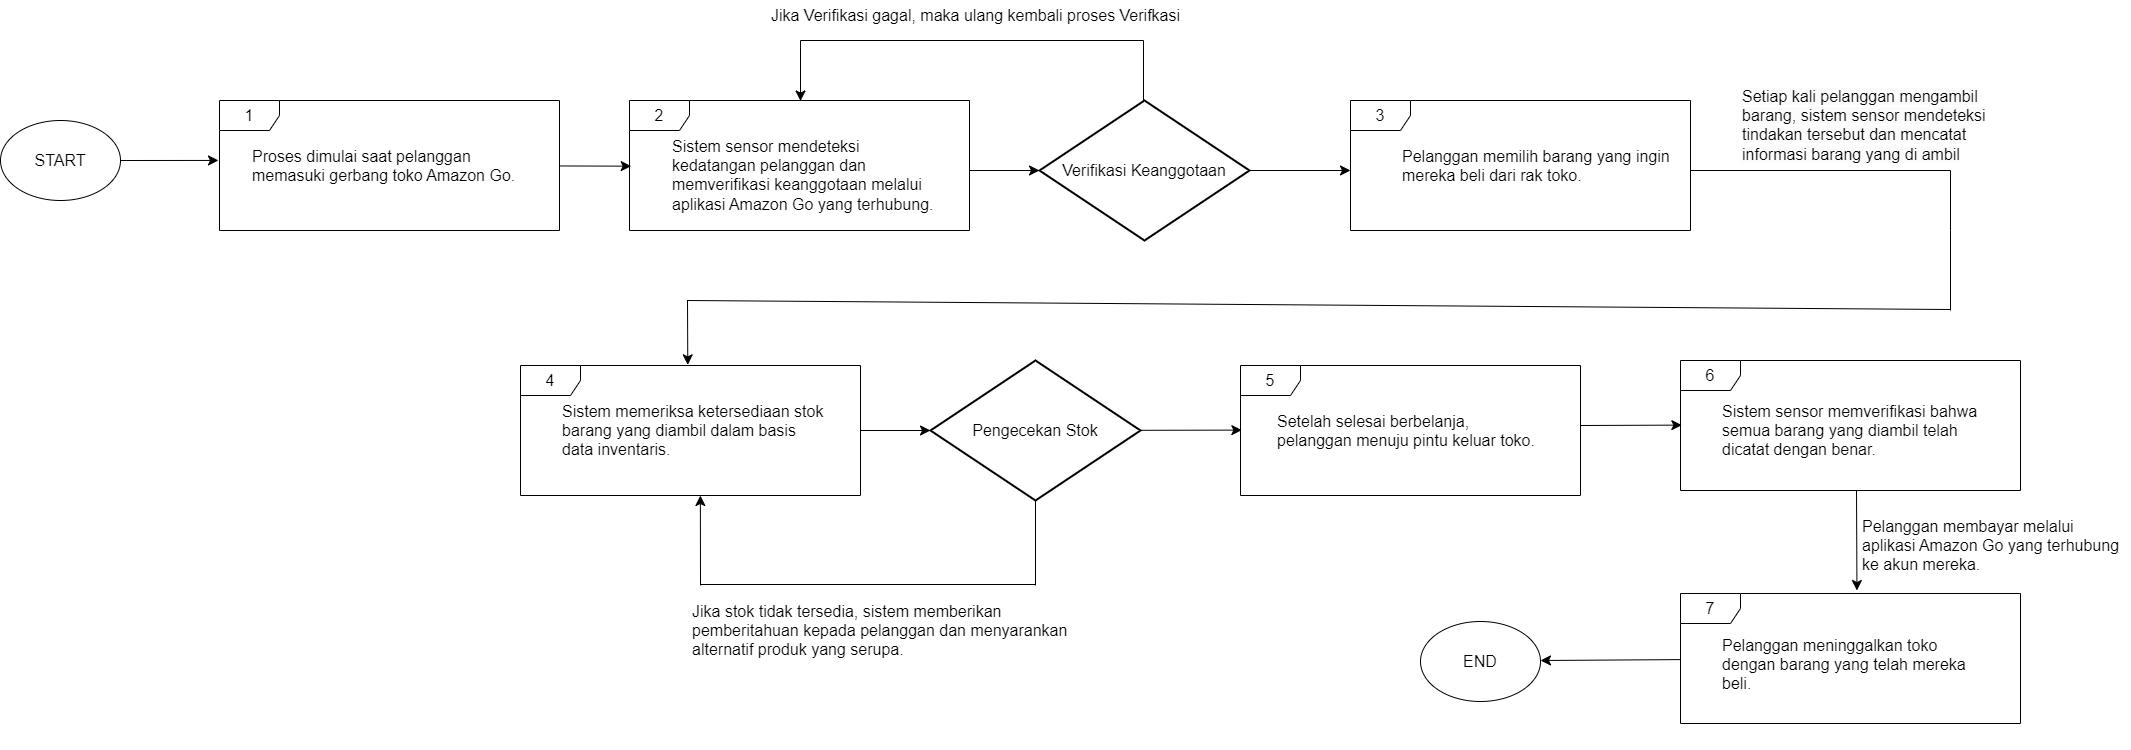 Jika Verifikasi gagal, maka ulang kembali proses Verifkasi
START
1
Proses dimulai saat pelanggan
memasuki gerbang toko Amazon Go.
2
Sistem sensor mendeteksi
kedatangan pelanggan dan
memverifikasi keanggotaan melalui
aplikasi Amazon Go yang terhubung.
Verifikasi Keanggotaan
3
Pelanggan memilih barang yang ingin
mereka beli dari rak toko.
Setiap kali pelanggan mengambil
barang, sistem sensor mendeteksi
tindakan tersebut dan mencatat
informasi barang yang di ambil
4
Sistem memeriksa ketersediaan stok
barang yang diambil dalam basis
data inventaris.
Pengecekan Stok
Jika stok tidak tersedia, sistem memberikan
pemberitahuan kepada pelanggan dan menyarankan
alternatif produk yang serupa.
5
Setelah selesai berbelanja,
pelanggan menuju pintu keluar toko.
6
Sistem sensor memverifikasi bahwa
semua barang yang diambil telah
dicatat dengan benar.
Pelanggan membayar melalui
aplikasi Amazon Go yang terhubung
ke akun mereka.
7
Pelanggan meninggalkan toko
dengan barang yang telah mereka
beli.
END